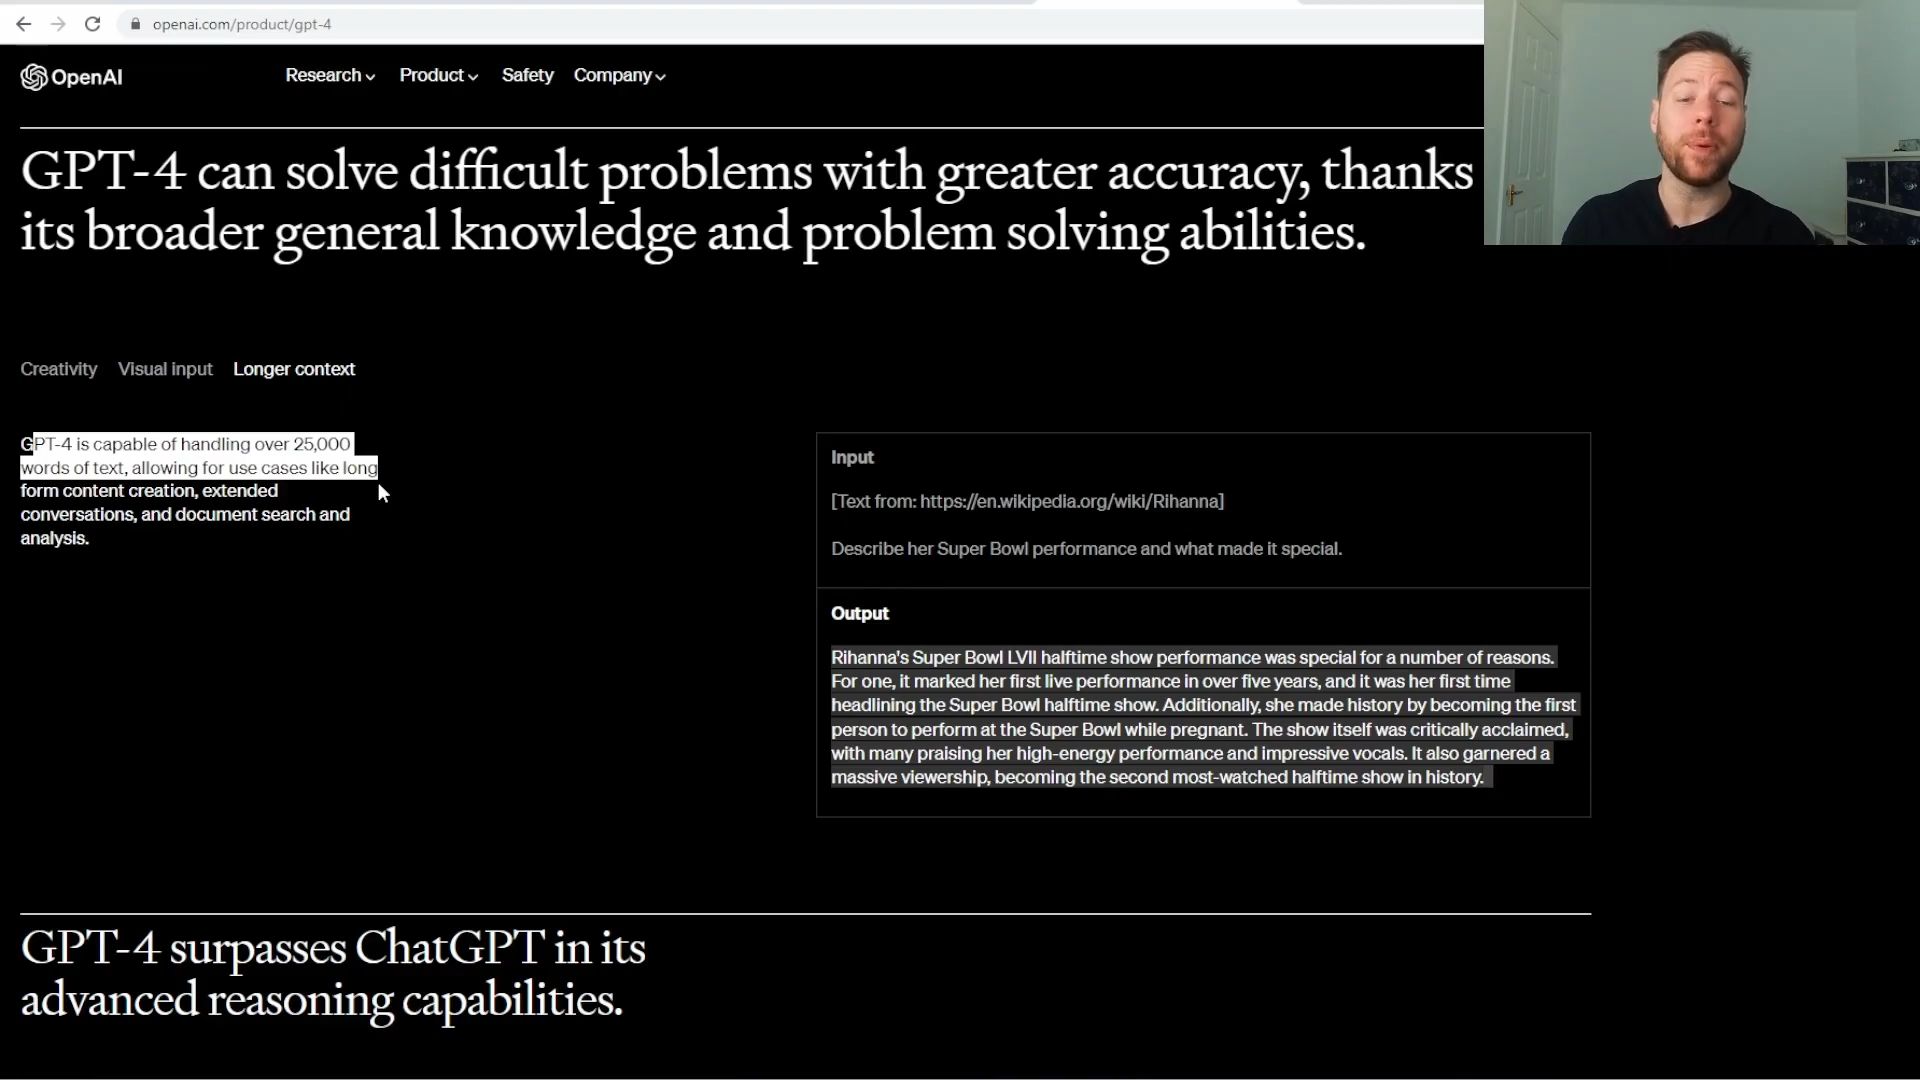 openai.com/product/gpt-4
OpenAI
Research Product Safety Company
GPT-4 can solve difficult problems with greater accuracy, thanks
its broader general knowledge and problem solving abilities.
Creativity Visual input Longer context
GPT-4 is capable of handling over 25,000
words of text, allowing for use cases like long
form content creation, extended
conversations, and document search and
analysis.
Input
[Text from: https://en.wikipedia.org/wiki/Rihanna]
Describe her Super Bowl performance and what made it special.
Output
Rihanna's Super Bowl LVII halftime show performance was special for a number of reasons.
For one, it marked her first live performance in over five years, and it was her first time
headlining the Super Bowl halftime show. Additionally, she made history by becoming the first
person to perform at the Super Bowl while pregnant. The show itself was critically acclaimed,
with many praising her high-energy performance and impressive vocals. It also garnered a
massive viewership, becoming the second most-watched halftime show in history.
GPT-4 surpasses ChatGPT in its
advanced reasoning capabilities.